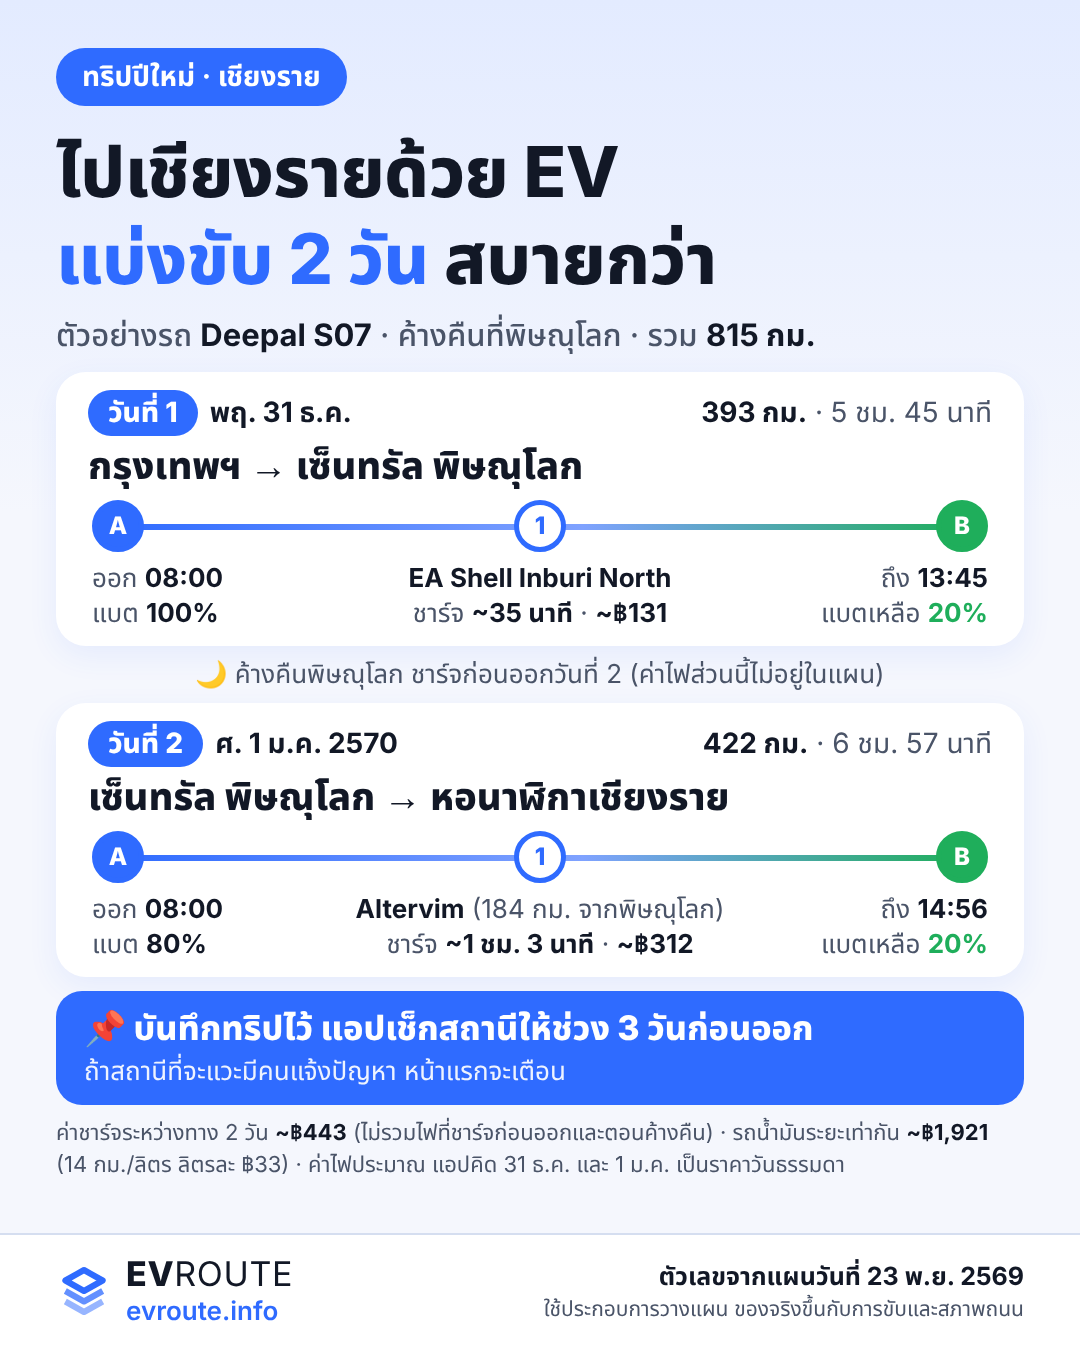 ทริปปีใหม่ · เชียงราย
ไปเชียงรายด้วย EV
แบ่งขับ 2 วัน สบายกว่า
ตัวอย่างรถ Deepal S07 · ค้างคืนที่พิษณุโลก · รวม 815 กม.
วันที่ 1 พฤ. 31 ธ.ค. 393 กม. · 5 ชม. 45 นาที
กรุงเทพฯ → เซ็นทรัล พิษณุโลก
A 1 B
ออก 08:00 EA Shell Inburi North ถึง 13:45
แบต 100% ชาร์จ ~35 นาที · ~฿131 แบตเหลือ 20%
🌙 ค้างคืนพิษณุโลก ชาร์จก่อนออกวันที่ 2 (ค่าไฟส่วนนี้ไม่อยู่ในแผน)
วันที่ 2 ศ. 1 ม.ค. 2570 422 กม. · 6 ชม. 57 นาที
เซ็นทรัล พิษณุโลก → หอนาฬิกาเชียงราย
A 1 B
ออก 08:00 Altervim (184 กม. จากพิษณุโลก) ถึง 14:56
แบต 80% ชาร์จ ~1 ชม. 3 นาที · ~฿312 แบตเหลือ 20%
📌 บันทึกทริปไว้ แอปเช็กสถานีให้ช่วง 3 วันก่อนออก
ถ้าสถานีที่จะแวะมีคนแจ้งปัญหา หน้าแรกจะเตือน
ค่าชาร์จระหว่างทาง 2 วัน ~฿443 (ไม่รวมไฟที่ชาร์จก่อนออกและตอนค้างคืน) · รถน้ำมันระยะเท่ากัน ~฿1,921
(14 กม./ลิตร ลิตรละ ฿33) · ค่าไฟประมาณ แอปคิด 31 ธ.ค. และ 1 ม.ค. เป็นราคาวันธรรมดา
EVROUTE
evroute.info
ตัวเลขจากแผนวันที่ 23 พ.ย. 2569
ใช้ประกอบการวางแผน ของจริงขึ้นกับการขับและสภาพถนน